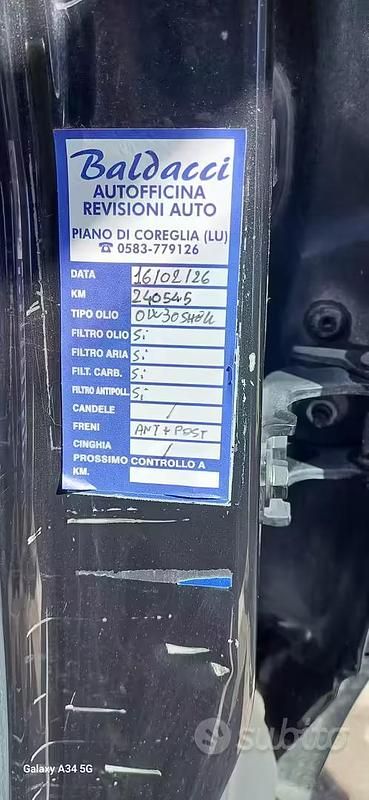 Baldacci
AUTOFFICINA
REVISIONI AUTO
PIANO DI COREGLIA (LU)
☎ 0583-779126
DATA 16/02/26
KM 240545
TIPO OLIO 0W30 SHELL
FILTRO OLIO Si
FILTRO ARIA Si
FILT. CARB. Si
FILTRO ANTIPOLL. Si
CANDELE /
FRENI ANT + POST
CINGHIA /
PROSSIMO CONTROLLO A
KM.
subito
Galaxy A34 5G